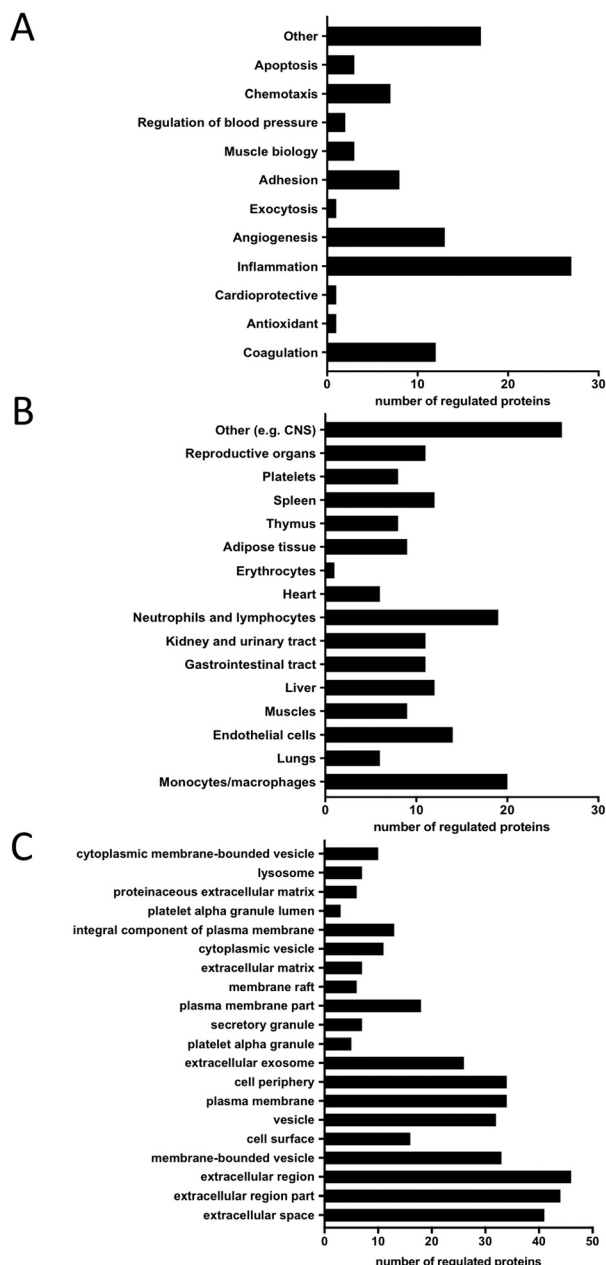 A
Other
Apoptosis
Chemotaxis
Regulation of blood pressure
Muscle biology
Adhesion
Exocytosis
Angiogenesis
Inflammation
Cardioprotective
Antioxidant
Coagulation
0 10 20 30
number of regulated proteins
B
Other (e.g. CNS)
Reproductive organs
Platelets
Spleen
Thymus
Adipose tissue
Erythrocytes
Heart
Neutrophils and lymphocytes
Kidney and urinary tract
Gastrointestinal tract
Liver
Muscles
Endothelial cells
Lungs
Monocytes/macrophages
0 10 20 30
number of regulated proteins
C
cytoplasmic membrane-bounded vesicle
lysosome
proteinaceous extracellular matrix
platelet alpha granule lumen
integral component of plasma membrane
cytoplasmic vesicle
extracellular matrix
membrane raft
plasma membrane part
secretory granule
platelet alpha granule
extracellular exosome
cell periphery
plasma membrane
vesicle
cell surface
membrane-bounded vesicle
extracellular region
extracellular region part
extracellular space
0 10 20 30 40 50
number of regulated proteins